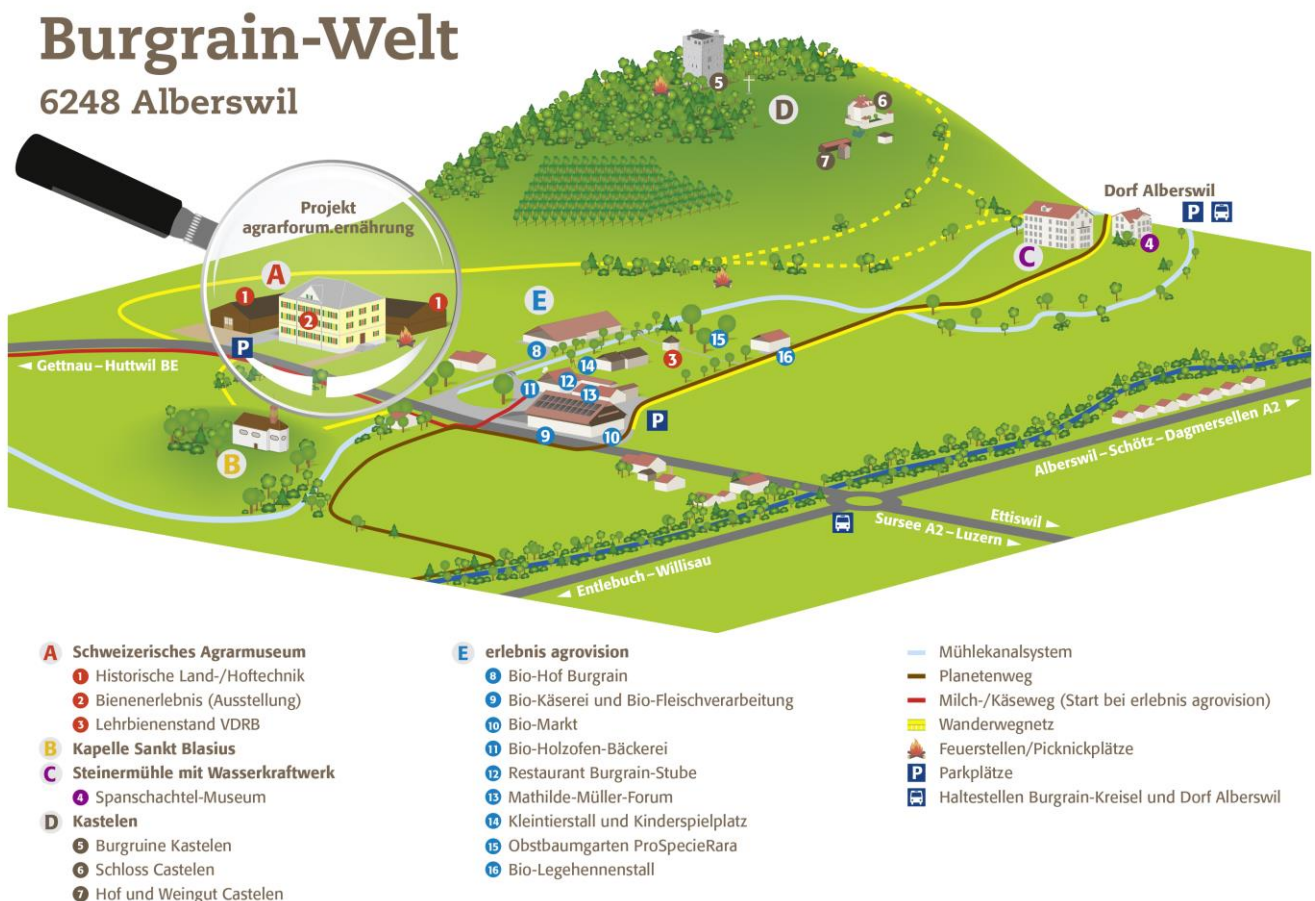 Burgrain-Welt
6248 Alberswil
Projekt
agrarforum.ernährung
A
1
1
2
P
5
D
6
7
Dorf Alberswil
P
C
4
E
8
14
3
15
16
11
12
13
9
10
P
B
◄ Gettnau – Huttwil BE
Alberswil – Schötz – Dagmersellen A2 ►
Ettiswil ►
Sursee A2 – Luzern ►
◄ Entlebuch – Willisau
A Schweizerisches Agrarmuseum
1 Historische Land-/Hoftechnik
2 Bienenerlebnis (Ausstellung)
3 Lehrbienenstand VDRB
B Kapelle Sankt Blasius
C Steinermühle mit Wasserkraftwerk
4 Spanschachtel-Museum
D Kastelen
5 Burgruine Kastelen
6 Schloss Castelen
7 Hof und Weingut Castelen
E erlebnis agrovision
8 Bio-Hof Burgrain
9 Bio-Käserei und Bio-Fleischverarbeitung
10 Bio-Markt
11 Bio-Holzofen-Bäckerei
12 Restaurant Burgrain-Stube
13 Mathilde-Müller-Forum
14 Kleintierstall und Kinderspielplatz
15 Obstbaumgarten ProSpecieRara
16 Bio-Legehennenstall
Mühlekanalsystem
Planetenweg
Milch-/Käseweg (Start bei erlebnis agrovision)
Wanderwegnetz
Feuerstellen/Picknickplätze
P Parkplätze
Haltestellen Burgrain-Kreisel und Dorf Alberswil